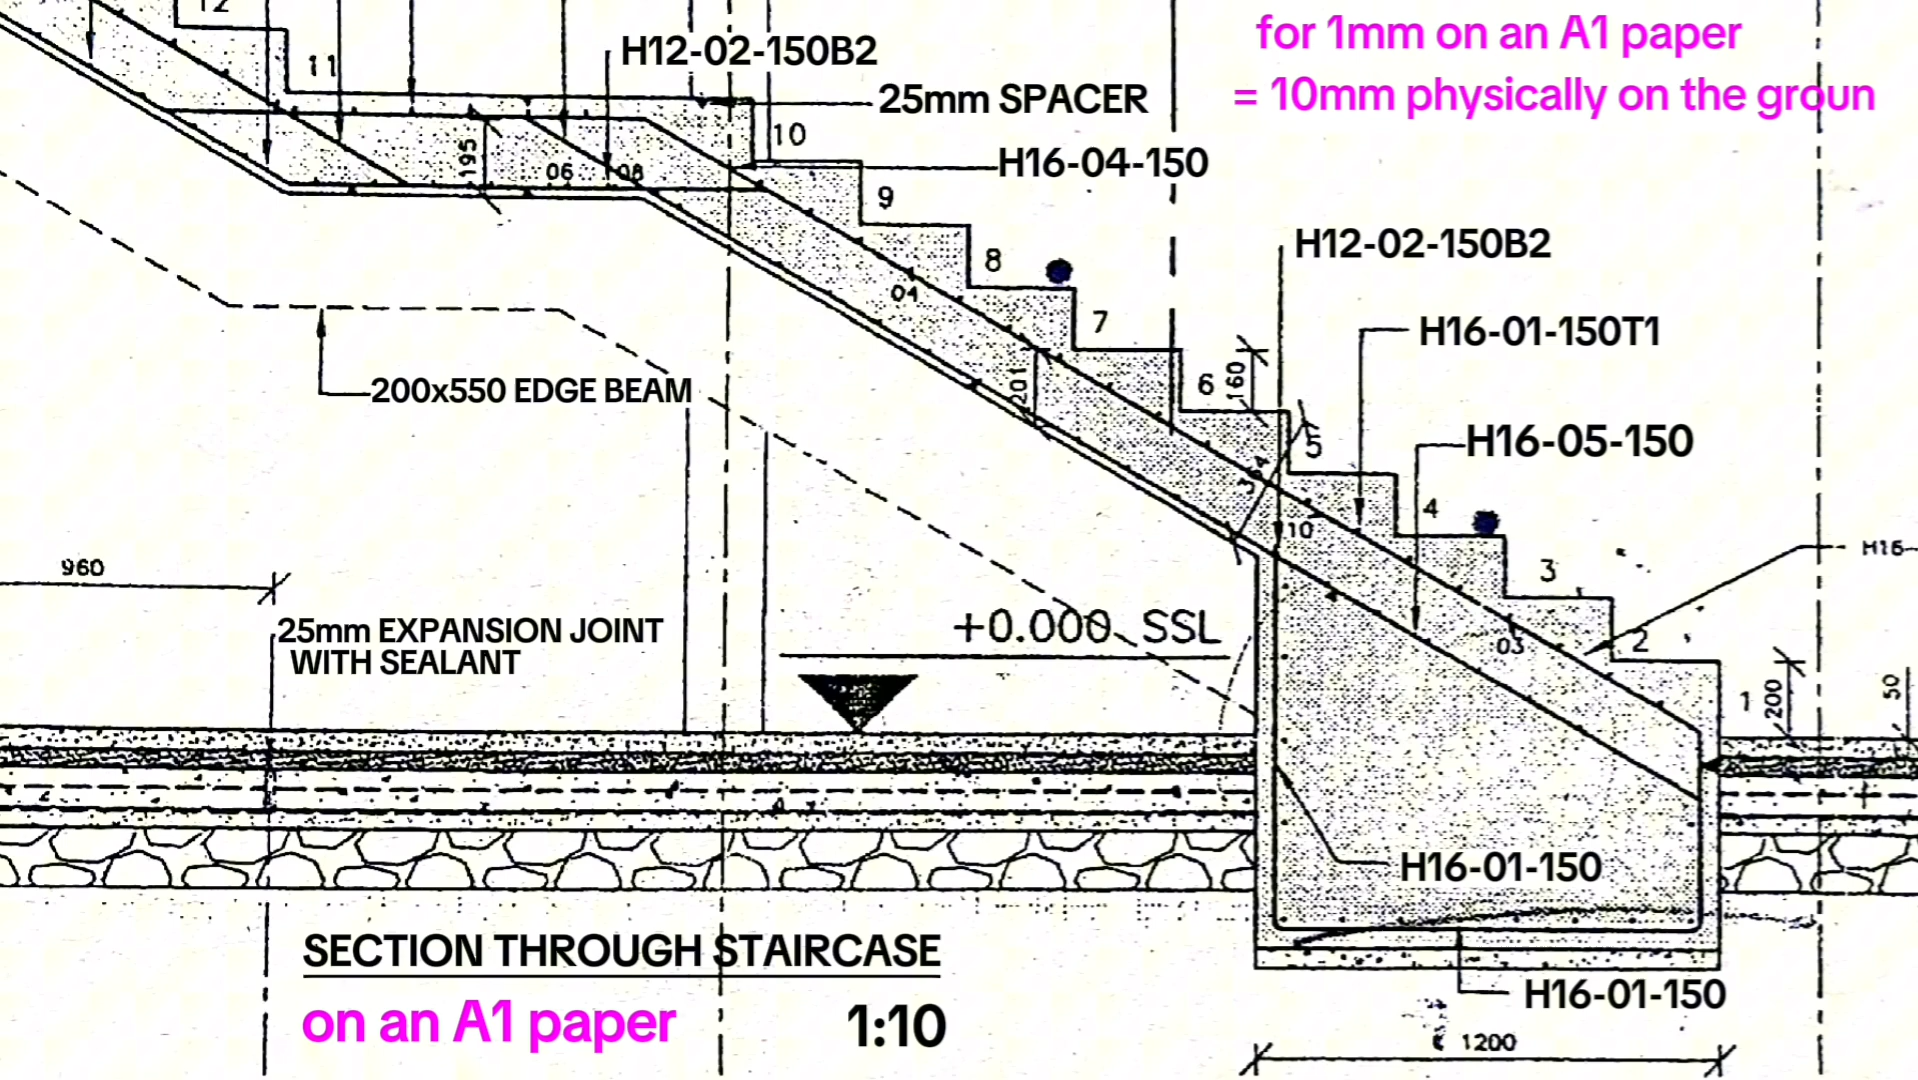 12
for 1mm on an A1 paper
H12-02-150B2
11
25mm SPACER
= 10mm physically on the groun
10
195
H16-04-150
06
08
9
H12-02-150B2
8
04
7
H16-01-150T1
200x550 EDGE BEAM
201
6
160
5
H16-05-150
4
10
960
H16
3
25mm EXPANSION JOINT
WITH SEALANT
+0.000 SSL
03
2
1
200
50
H16-01-150
SECTION THROUGH STAIRCASE
on an A1 paper
1:10
H16-01-150
1200